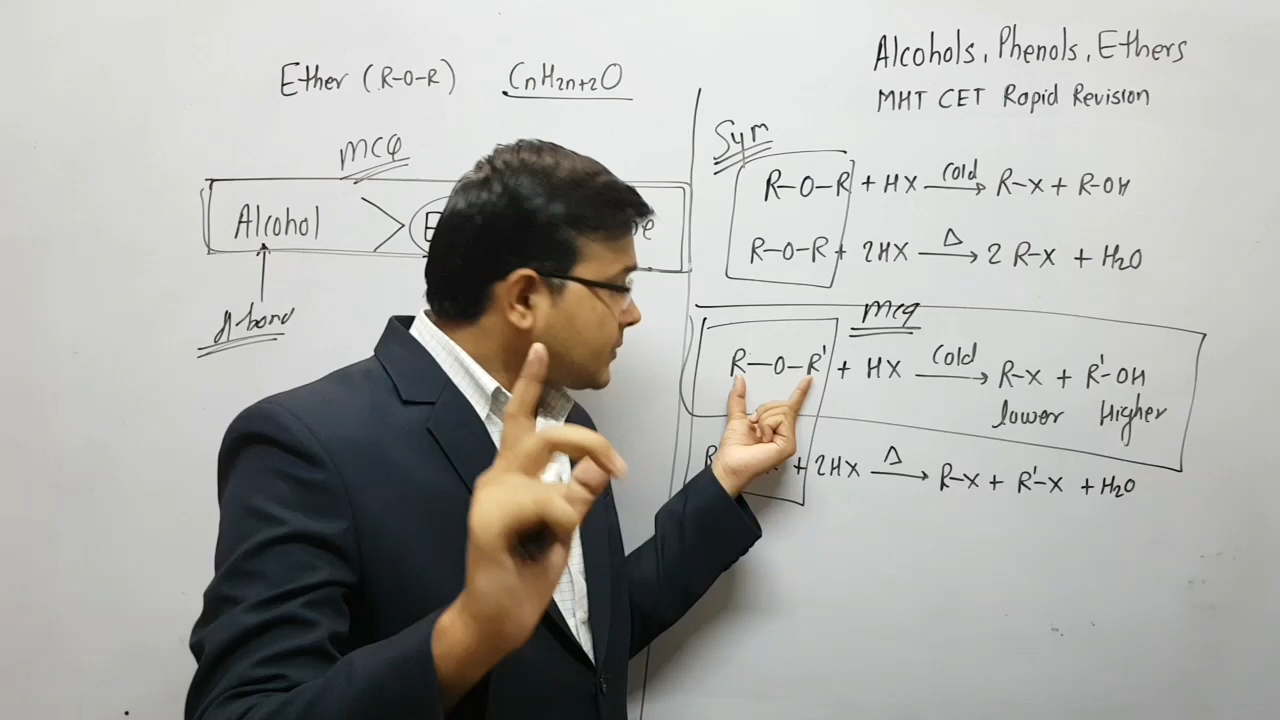 Alcohols, Phenols, Ethers
MHT CET Rapid Revision
Ether (R-O-R) CnH2n+2O
MCQ
Alcohol >
H-bond
Sym
R-O-R + HX cold → R-X + R-OH
R-O-R + 2HX Δ → 2 R-X + H2O
MCQ
R-O-R' + HX cold → R-X + R'-OH
lower Higher
+ 2HX Δ → R-X + R'-X + H2O